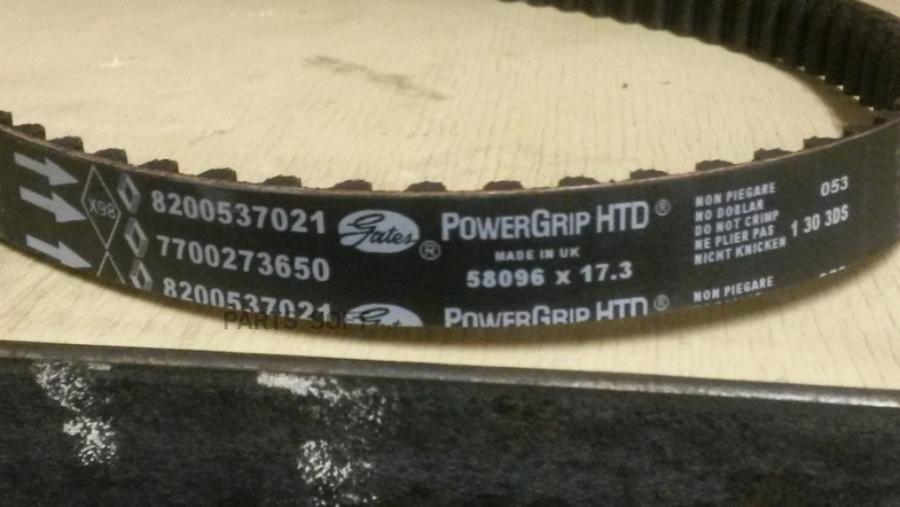 X98
8200537021
7700273650
8200537021
Gates ®
POWERGRIP HTD ®
MADE IN UK
58096 x 17.3
POWERGRIP HTD ®
NON PIEGARE
NO DOBLAR
DO NOT CRIMP
NE PLIER PAS
NICHT KNICKEN
053
1 30 3DS
NON PIEGARE